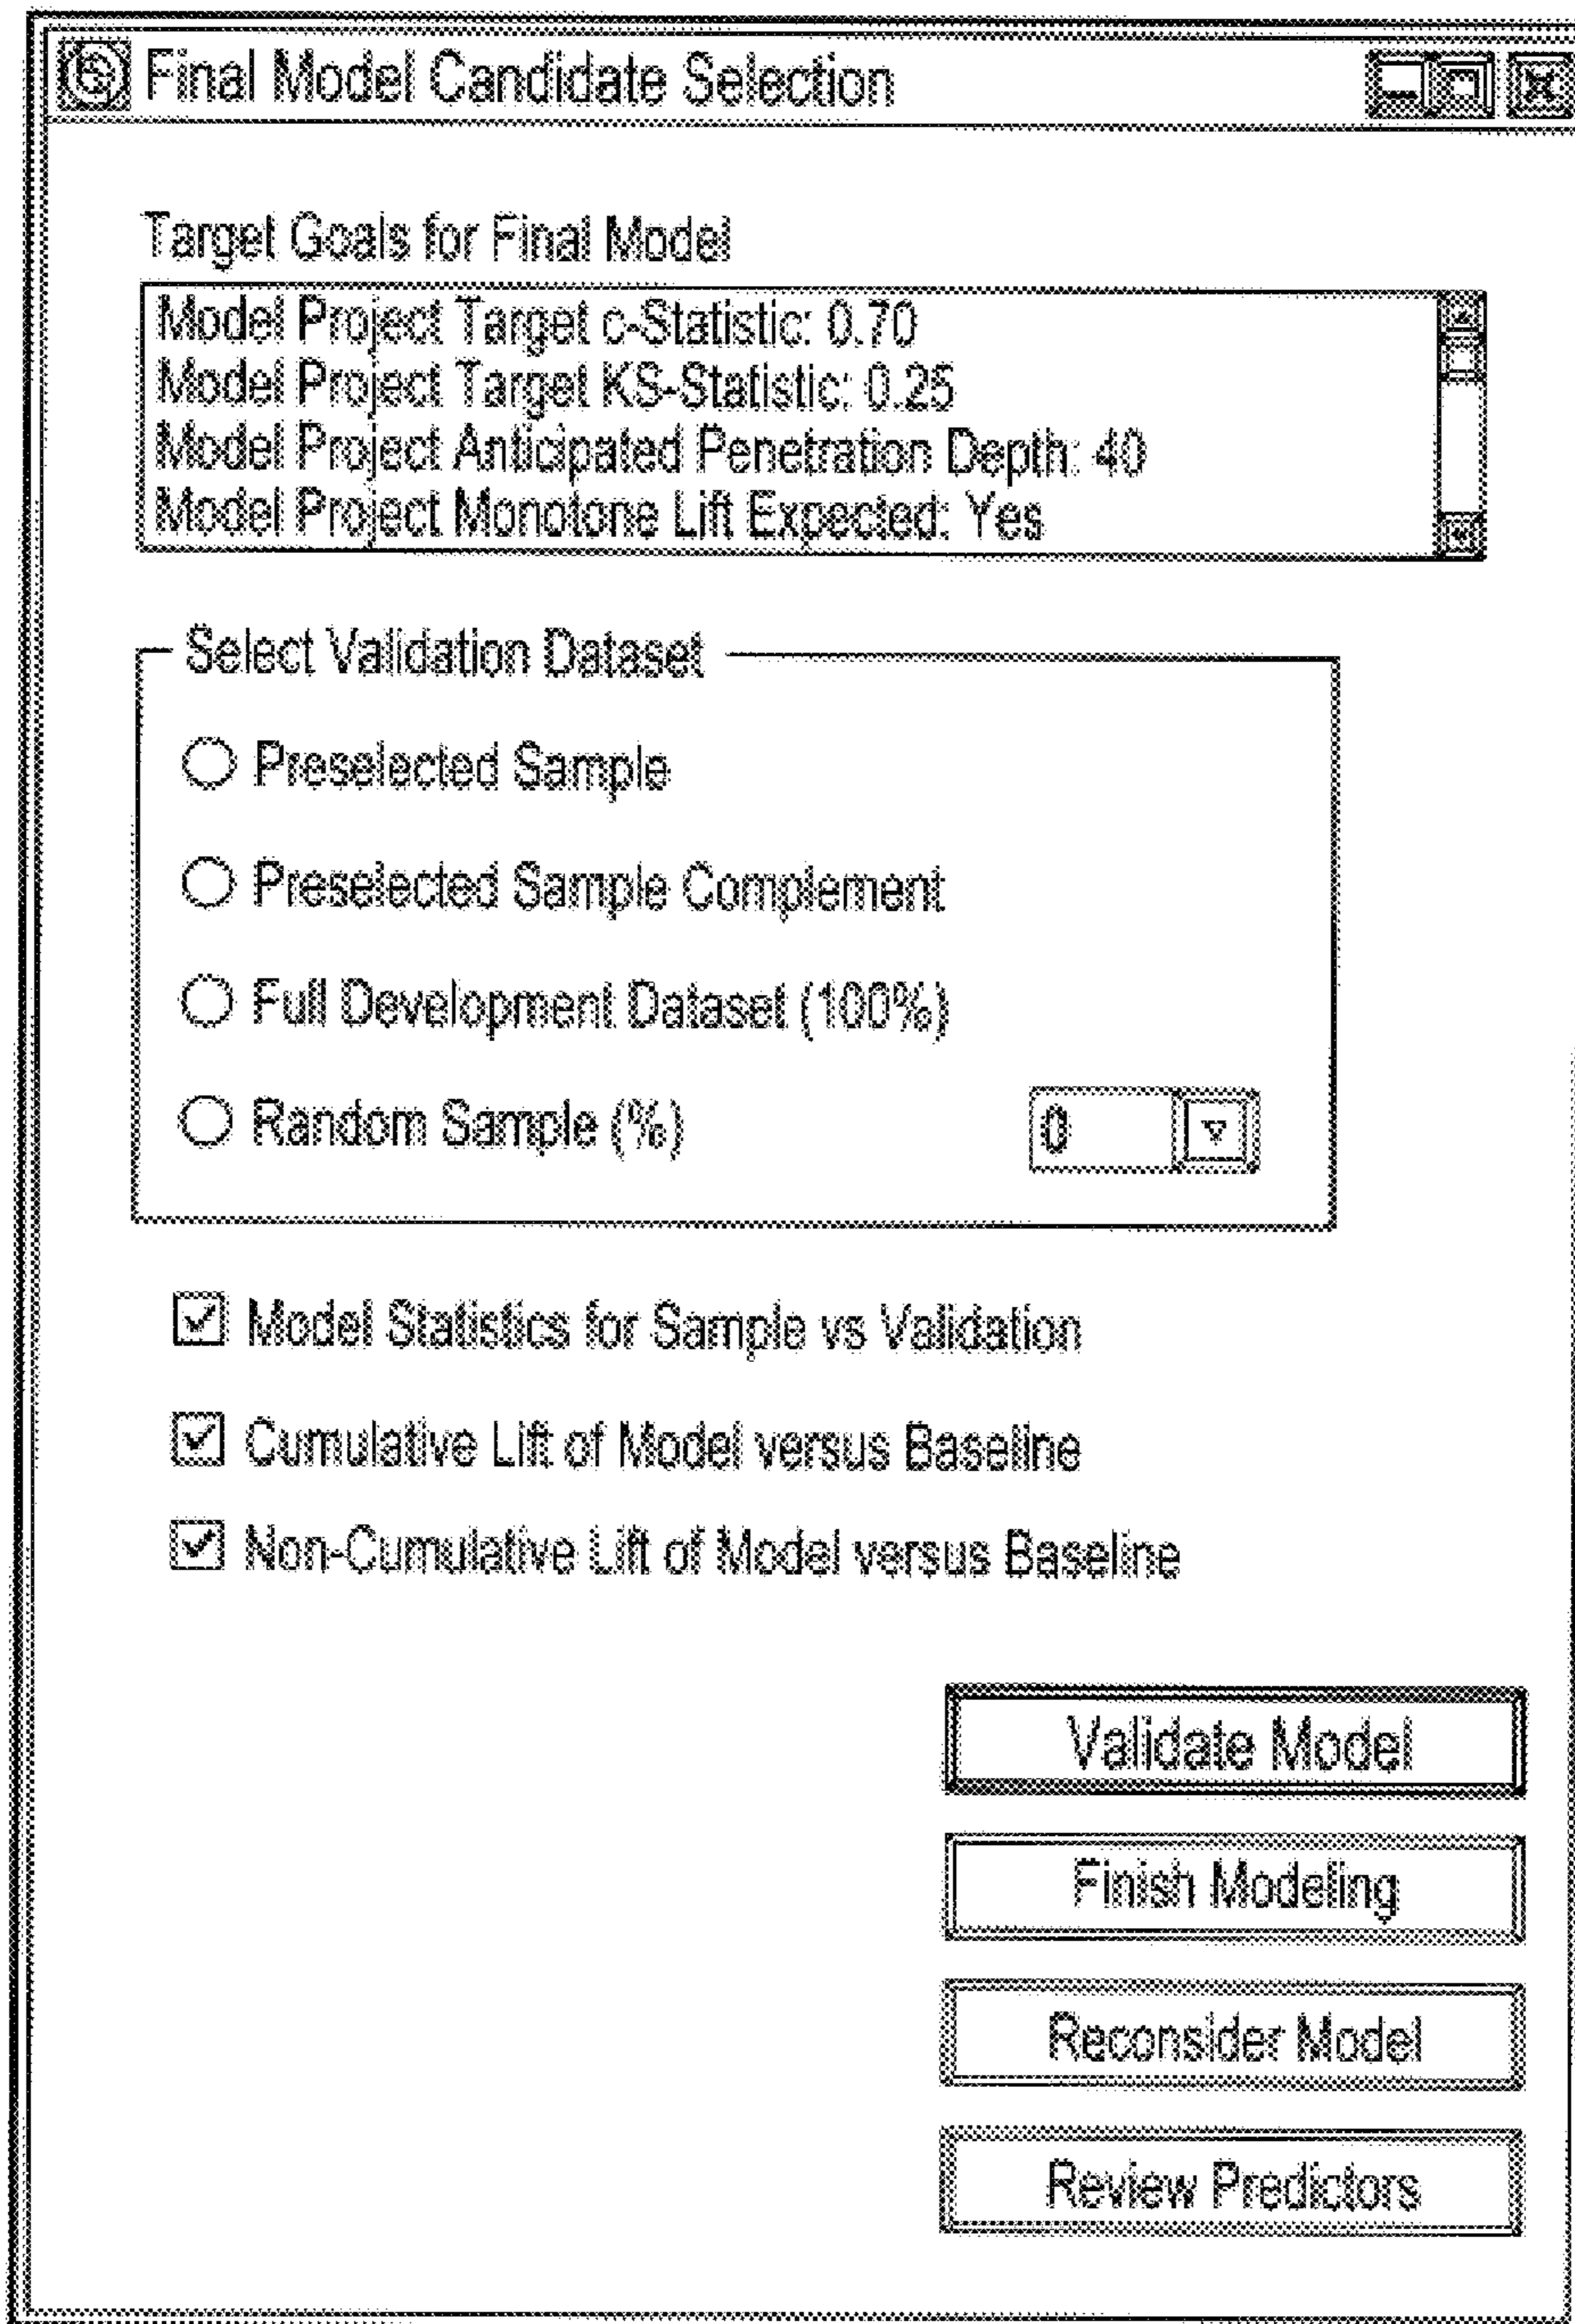 Final Model Candidate Selection
Target Goals for Final Model
Model Project Target c-Statistic: 0.70
Model Project Target KS-Statistic: 0.25
Model Project Anticipated Penetration Depth: 40
Model Project Monotone Lift Expected: Yes
Select Validation Dataset
Preselected Sample
Preselected Sample Complement
Full Development Dataset (100%)
Random Sample (%) 0
Model Statistics for Sample vs Validation
Cumulative Lift of Model versus Baseline
Non-Cumulative Lift of Model versus Baseline
Validate Model
Finish Modeling
Reconsider Model
Review Predictors